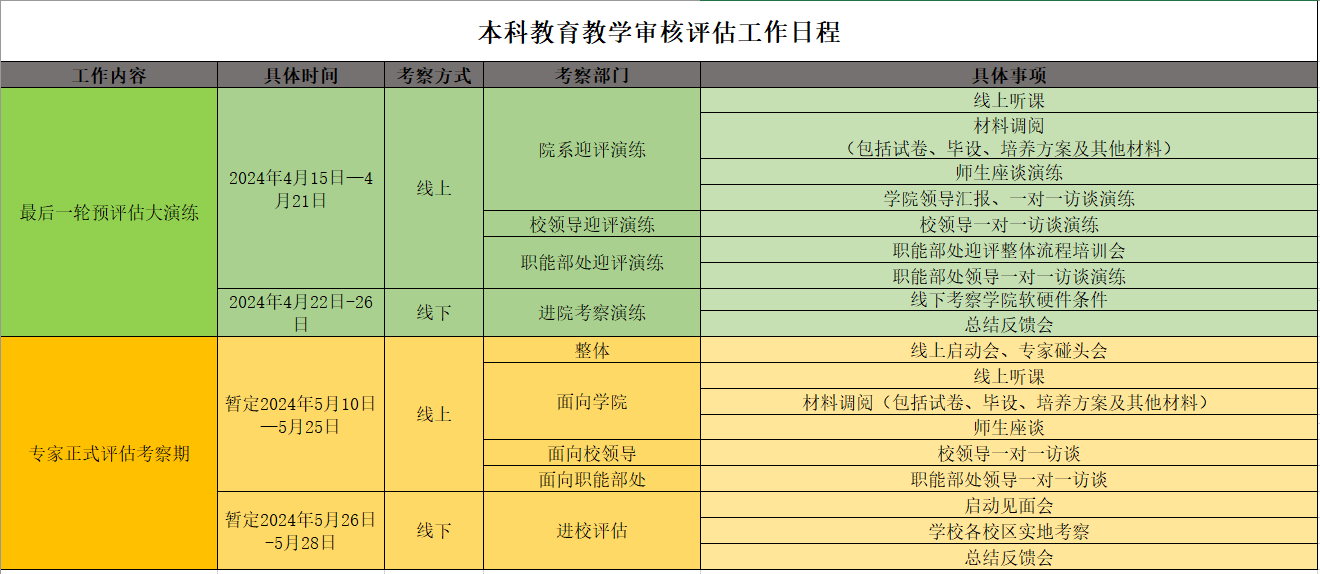 本科教育教学审核评估工作日程
工作内容 具体时间 考察方式 考察部门 具体事项
最后一轮预评估大演练
2024年4月15日—4
月21日
线上
院系迎评演练
线上听课
材料调阅
（包括试卷、毕设、培养方案及其他材料）
师生座谈演练
学院领导汇报、一对一访谈演练
校领导迎评演练
校领导一对一访谈演练
职能部处迎评演练
职能部处迎评整体流程培训会
职能部处领导一对一访谈演练
2024年4月22日-26
日
线下
进院考察演练
线下考察学院软硬件条件
总结反馈会
专家正式评估考察期
暂定2024年5月10日
—5月25日
线上
整体
线上启动会、专家碰头会
面向学院
线上听课
材料调阅（包括试卷、毕设、培养方案及其他材料）
师生座谈
面向校领导
校领导一对一访谈
面向职能部处
职能部处领导一对一访谈
暂定2024年5月26日
-5月28日
线下
进校评估
启动见面会
学校各校区实地考察
总结反馈会